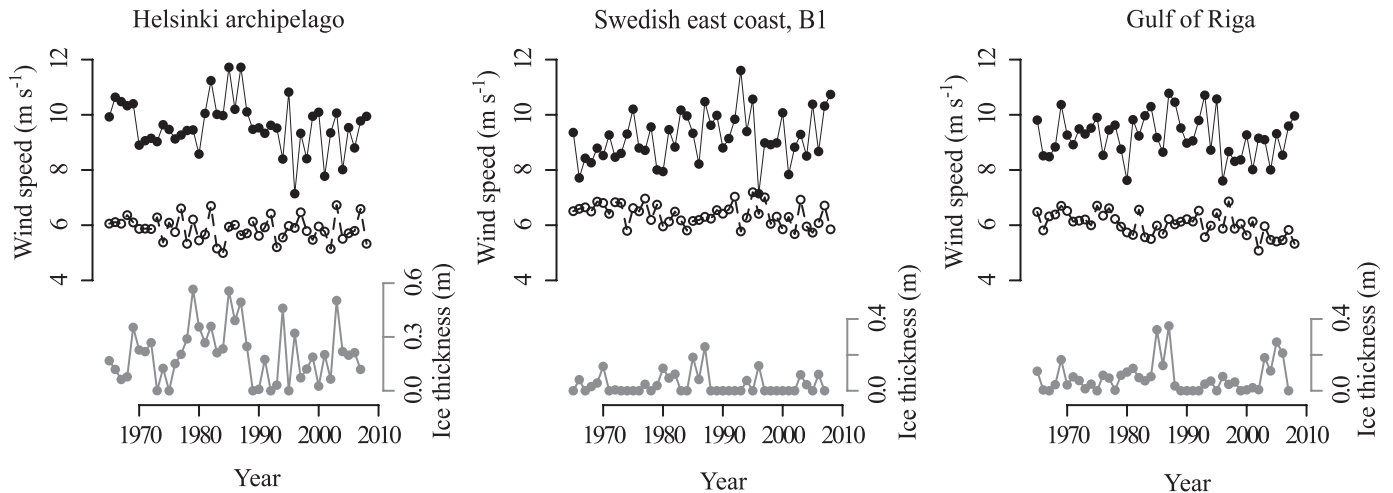 Helsinki archipelago
Swedish east coast, B1
Gulf of Riga
Wind speed (m s-1)
4 6 8 10 12
Ice thickness (m)
0.0 0.3 0.6
1970 1980 1990 2000 2010
Year
Wind speed (m s-1)
4 6 8 10 12
Ice thickness (m)
0.0 0.4
1970 1980 1990 2000 2010
Year
Wind speed (m s-1)
4 6 8 10 12
Ice thickness (m)
0.0 0.4
1970 1980 1990 2000 2010
Year